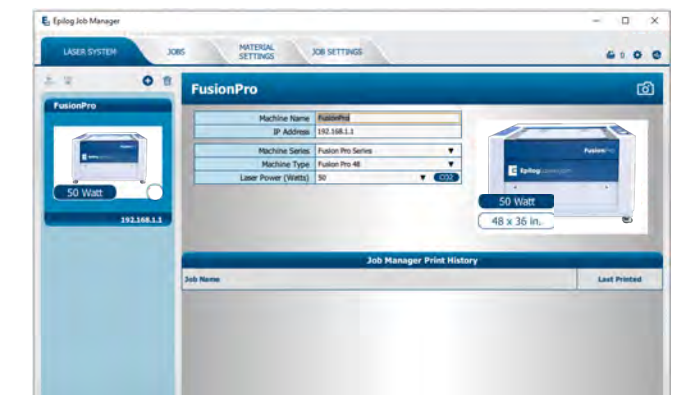 Epilog Job Manager
LASER SYSTEM
JOBS
MATERIAL
SETTINGS
JOB SETTINGS
0
FusionPro
50 Watt
192.168.1.1
FusionPro
Machine Name FusionPro
IP Address 192.168.1.1
Machine Series Fusion Pro Series
Machine Type Fusion Pro 48
Laser Power (Watts) 50 CO2
50 Watt
48 x 36 in.
Job Manager Print History
Job Name Last Printed